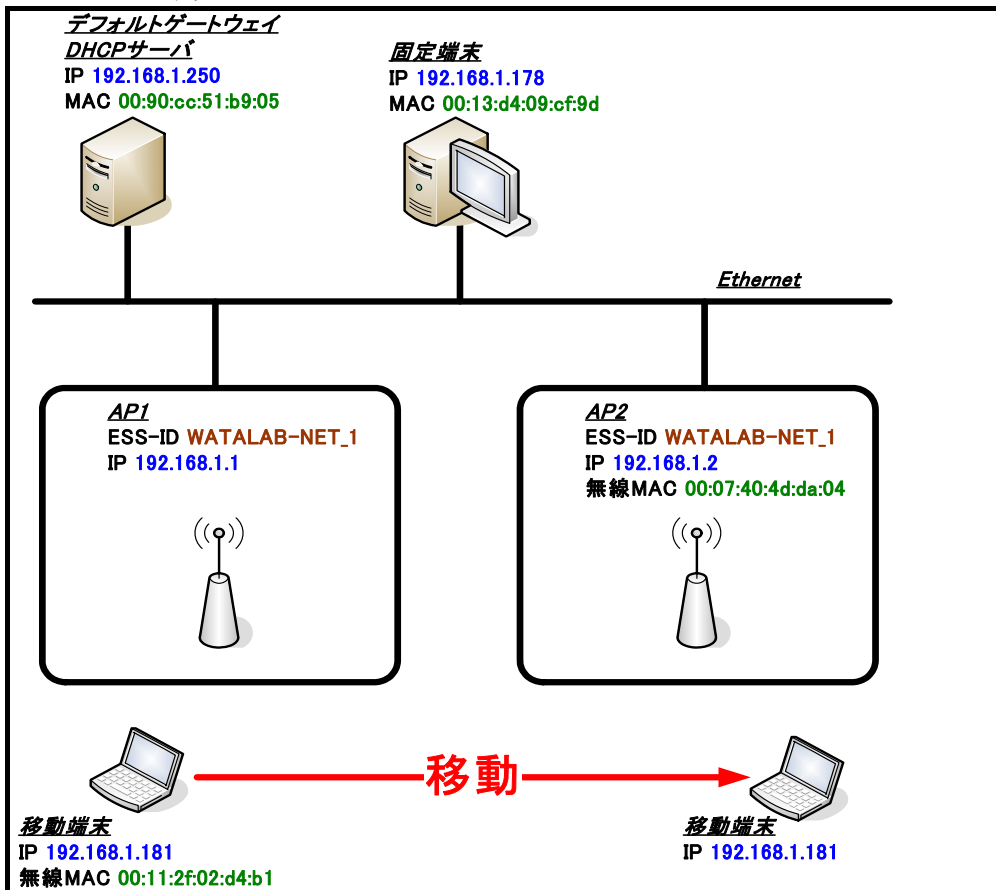 デフォルトゲートウェイ
DHCPサーバ
IP 192.168.1.250
MAC 00:90:cc:51:b9:05
固定端末
IP 192.168.1.178
MAC 00:13:d4:09:cf:9d
Ethernet
AP1
ESS-ID WATALAB-NET_1
IP 192.168.1.1
AP2
ESS-ID WATALAB-NET_1
IP 192.168.1.2
無線MAC 00:07:40:4d:da:04
移動
移動端末
IP 192.168.1.181
無線MAC 00:11:2f:02:d4:b1
移動端末
IP 192.168.1.181